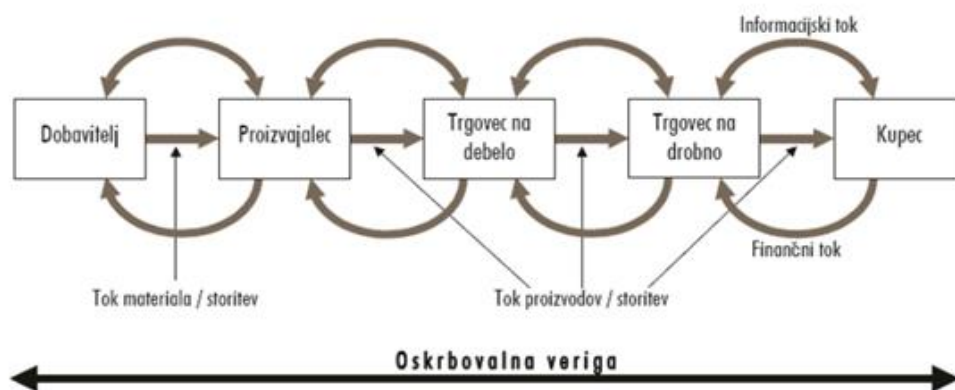 Informacijski tok
Dobavitelj
Proizvajalec
Trgovec na
debelo
Trgovec na
drobno
Kupec
Finančni tok
Tok materiala / storitev
Tok proizvodov / storitev
Oskrbovalna veriga